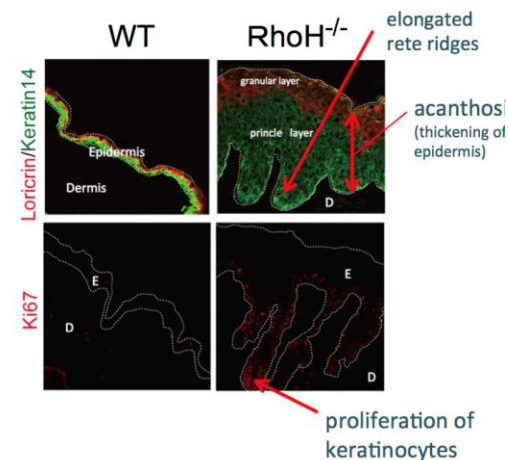 WT
RhoH-/-
elongated
rete ridges
Loricrin/Keratin14
Epidermis
Dermis
granular layer
princle layer
D
acanthosi
(thickening of
epidermis)
Ki67
E
D
E
D
proliferation of
keratinocytes